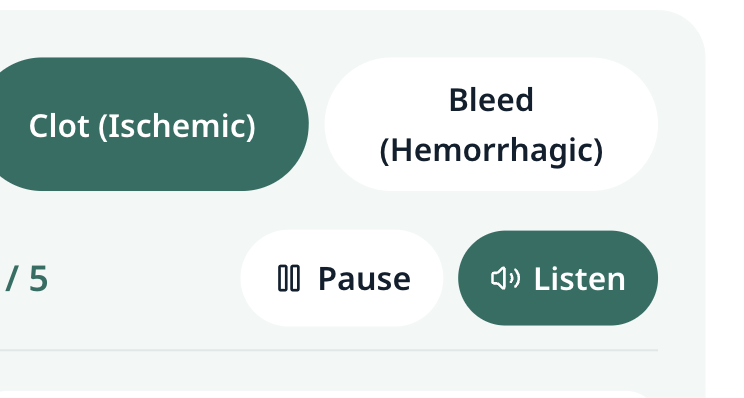 Clot (Ischemic)
Bleed
(Hemorrhagic)
/ 5
Pause
Listen